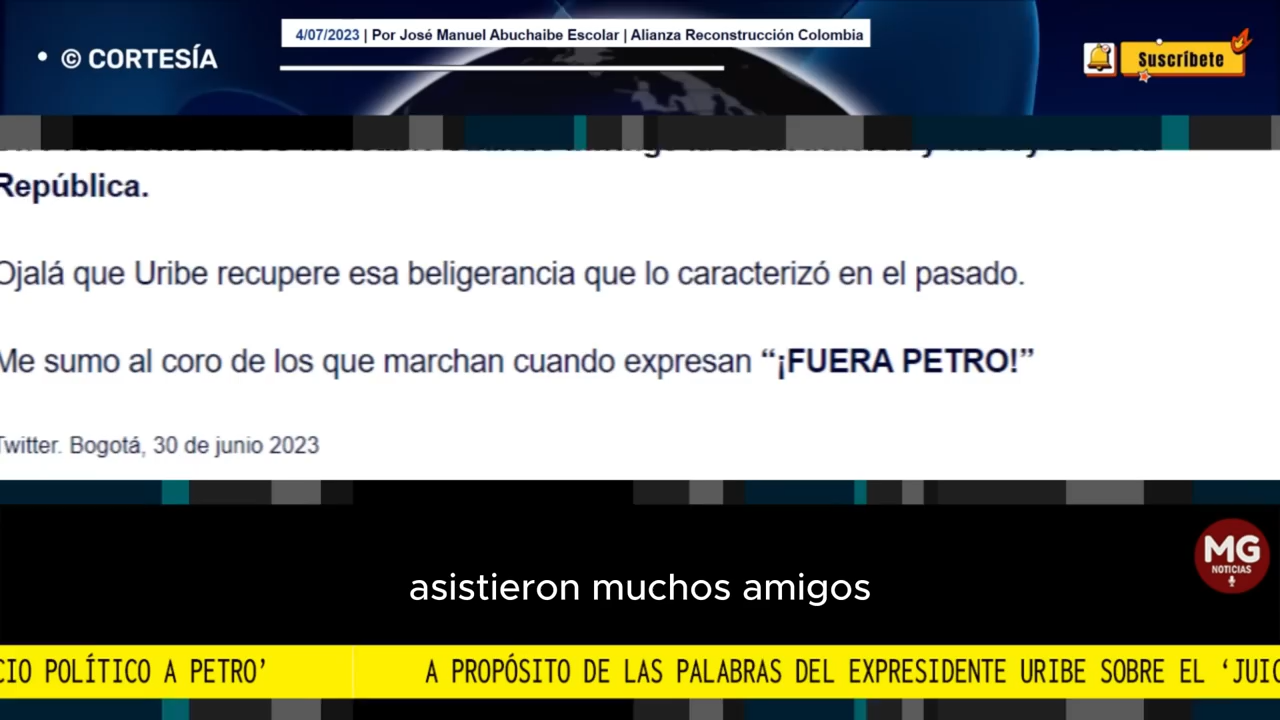 4/07/2023 | Por José Manuel Abuchaibe Escolar | Alianza Reconstrucción Colombia
• © CORTESÍA
Suscríbete
República.
Ojalá que Uribe recupere esa beligerancia que lo caracterizó en el pasado.
Me sumo al coro de los que marchan cuando expresan “¡FUERA PETRO!”
Twitter. Bogotá, 30 de junio 2023
MG
NOTICIAS
asistieron muchos amigos
CIO POLÍTICO A PETRO’ A PROPÓSITO DE LAS PALABRAS DEL EXPRESIDENTE URIBE SOBRE EL ‘JUIC